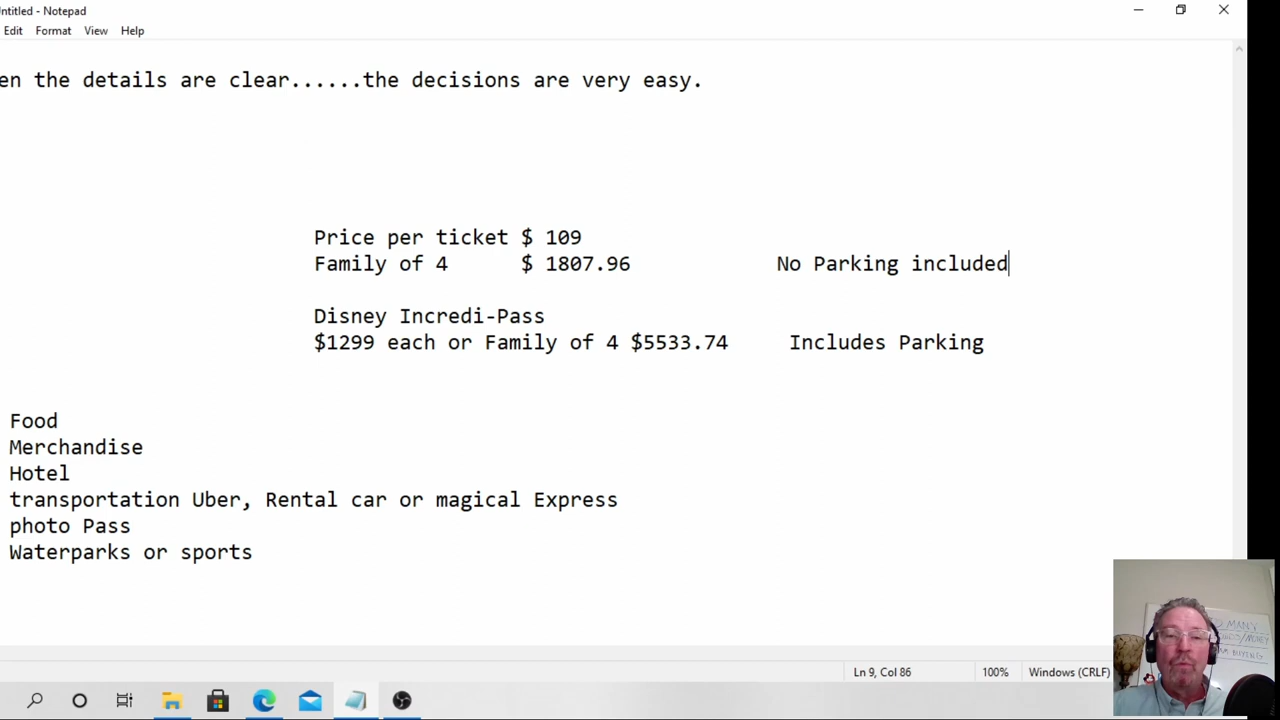 ntitled - Notepad
Edit Format View Help
en the details are clear......the decisions are very easy.
Price per ticket $ 109
Family of 4 $ 1807.96 No Parking included
Disney Incredi-Pass
$1299 each or Family of 4 $5533.74 Includes Parking
Food
Merchandise
Hotel
transportation Uber, Rental car or magical Express
photo Pass
Waterparks or sports
MANY
MONEY
BUYING
Ln 9, Col 86 100% Windows (CRLF)